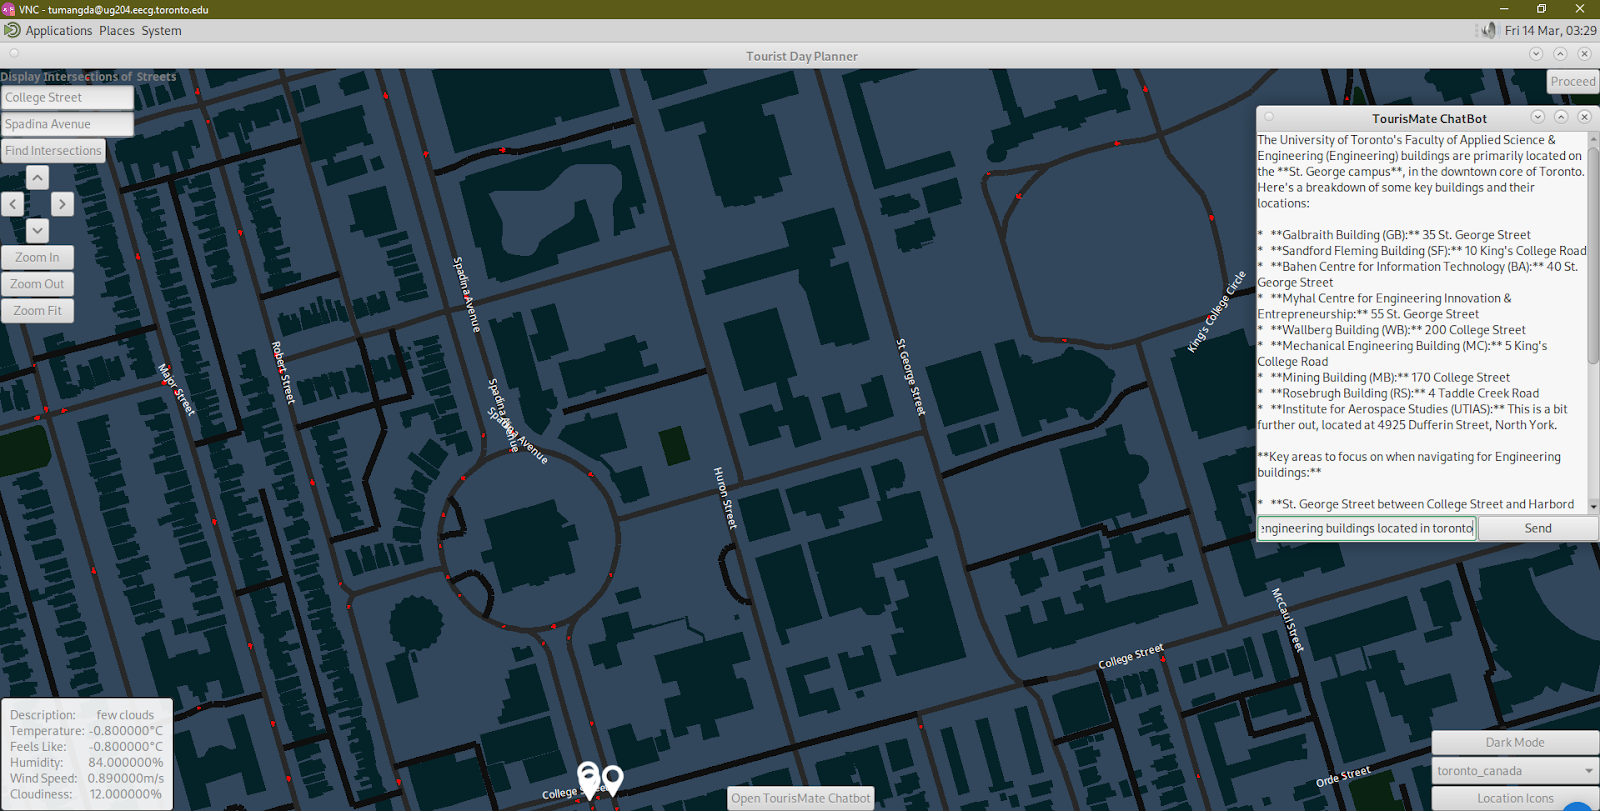 VNC - tumangda@ug204.eecg.toronto.edu
Applications Places System
Fri 14 Mar, 03:29
Tourist Day Planner
Display Intersections of Streets
College Street
Spadina Avenue
Find Intersections
Zoom In
Zoom Out
Zoom Fit
Proceed
TourisMate ChatBot
The University of Toronto's Faculty of Applied Science &
Engineering (Engineering) buildings are primarily located on
the **St. George campus**, in the downtown core of Toronto.
Here's a breakdown of some key buildings and their
locations:
* **Galbraith Building (GB):** 35 St. George Street
* **Sandford Fleming Building (SF):** 10 King's College Road
* **Bahen Centre for Information Technology (BA):** 40 St.
George Street
* **Myhal Centre for Engineering Innovation &
Entrepreneurship:** 55 St. George Street
* **Wallberg Building (WB):** 200 College Street
* **Mechanical Engineering Building (MC):** 5 King's
College Road
* **Mining Building (MB):** 170 College Street
* **Rosebrugh Building (RS):** 4 Taddle Creek Road
* **Institute for Aerospace Studies (UTIAS):** This is a bit
further out, located at 4925 Dufferin Street, North York.
**Key areas to focus on when navigating for Engineering
buildings:**
* **St. George Street between College Street and Harbord
engineering buildings located in toronto
Send
Spadina Avenue
King's College Circle
Major Street
Robert Street
St George Street
Spadina Avenue
Spadina Avenue
Huron Street
McCaul Street
College Street
Orde Street
College Street
Description: few clouds
Temperature: -0.800000°C
Feels Like: -0.800000°C
Humidity: 84.000000%
Wind Speed: 0.890000m/s
Cloudiness: 12.000000%
Open TourisMate Chatbot
Dark Mode
toronto_canada
Location Icons